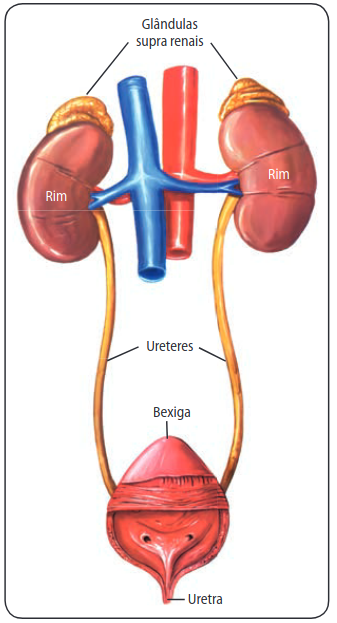 Glândulas
supra renais
Rim
Rim
Ureteres
Bexiga
Uretra